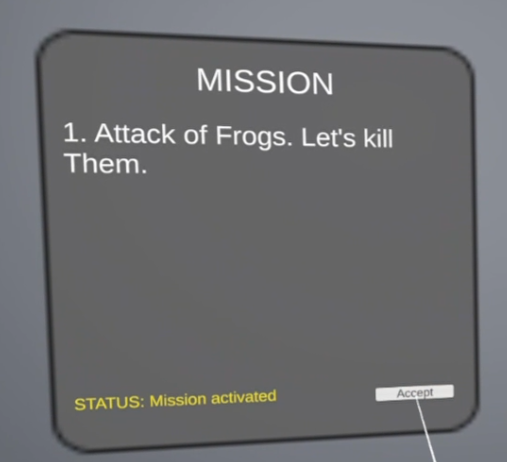 MISSION
1. Attack of Frogs. Let's kill
Them.
STATUS: Mission activated
Accept